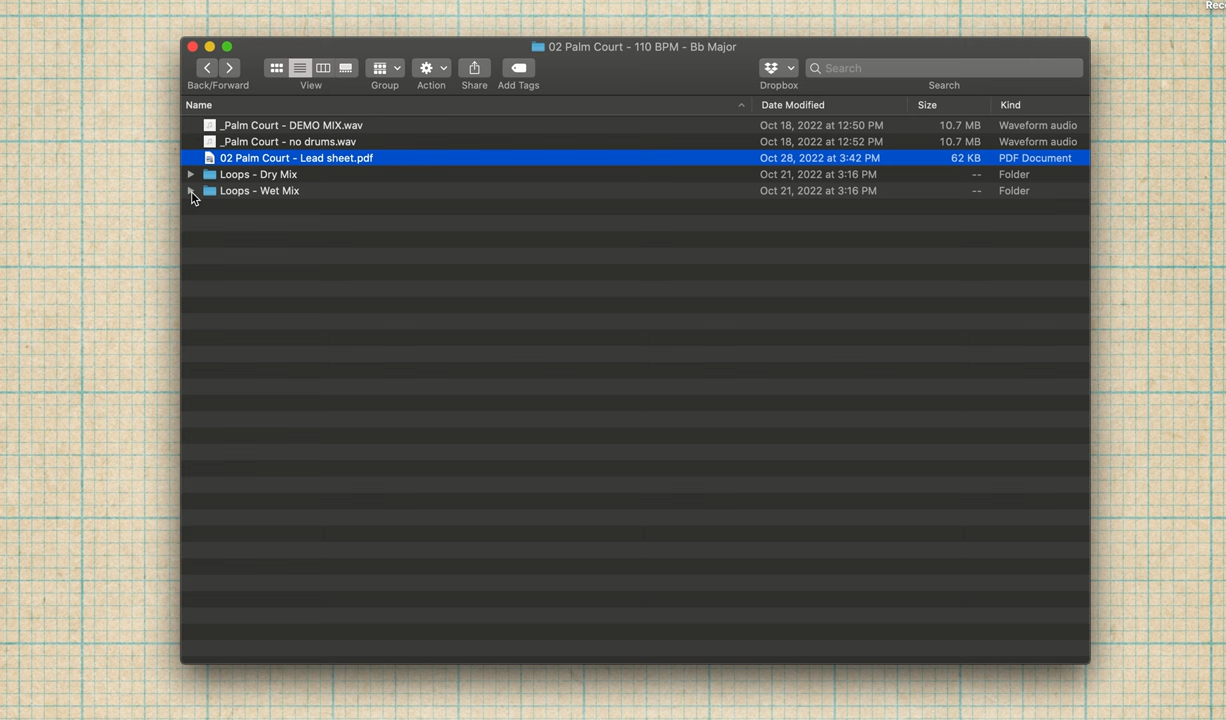 Rec
02 Palm Court - 110 BPM - Bb Major
Search
Back/Forward View Group Action Share Add Tags Dropbox Search
Name Date Modified Size Kind
_Palm Court - DEMO MIX.wav Oct 18, 2022 at 12:50 PM 10.7 MB Waveform audio
_Palm Court - no drums.wav Oct 18, 2022 at 12:52 PM 10.7 MB Waveform audio
02 Palm Court - Lead sheet.pdf Oct 28, 2022 at 3:42 PM 62 KB PDF Document
Loops - Dry Mix Oct 21, 2022 at 3:16 PM -- Folder
Loops - Wet Mix Oct 21, 2022 at 3:16 PM -- Folder